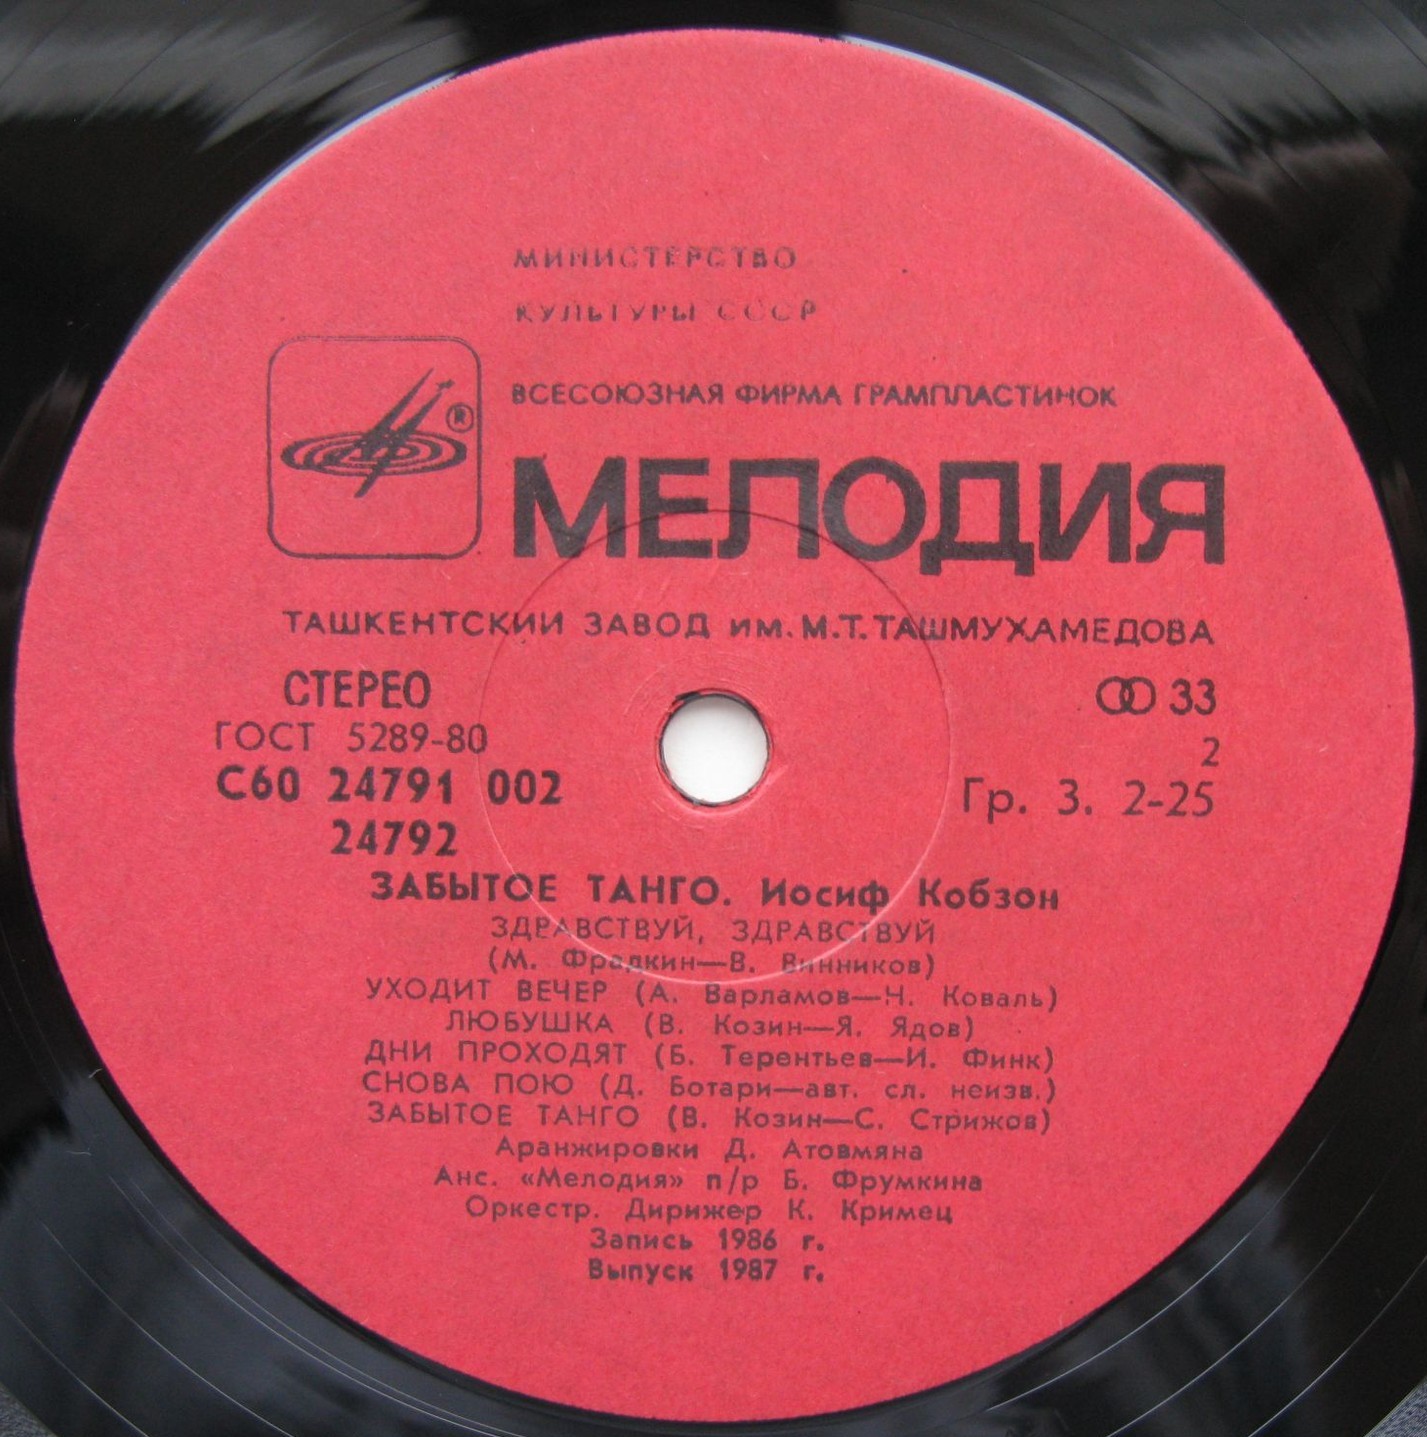 МИНИСТЕРСТВО
КУЛЬТУРЫ СССР
ВСЕСОЮЗНАЯ ФИРМА ГРАМПЛАСТИНОК
®
МЕЛОДИЯ
ТАШКЕНТСКИЙ ЗАВОД ИМ. М.Т. ТАШМУХАМЕДОВА
СТЕРЕО 33
ГОСТ 5289-80 2
С60 24791 002 Гр. 3. 2-25
24792
ЗАБЫТОЕ ТАНГО. Иосиф Кобзон
ЗДРАВСТВУЙ, ЗДРАВСТВУЙ
(М. Фрадкин—В. Винников)
УХОДИТ ВЕЧЕР (А. Варламов—Н. Коваль)
ЛЮБУШКА (В. Козин—Я. Ядов)
ДНИ ПРОХОДЯТ (Б. Терентьев—И. Финк)
СНОВА ПОЮ (Д. Ботари—авт. сл. неизв.)
ЗАБЫТОЕ ТАНГО (В. Козин—С. Стрижов)
Аранжировки Д. Атовмяна
Анс. «Мелодия» п/р Б. Фрумкина
Оркестр. Дирижер К. Кримец
Запись 1986 г.
Выпуск 1987 г.